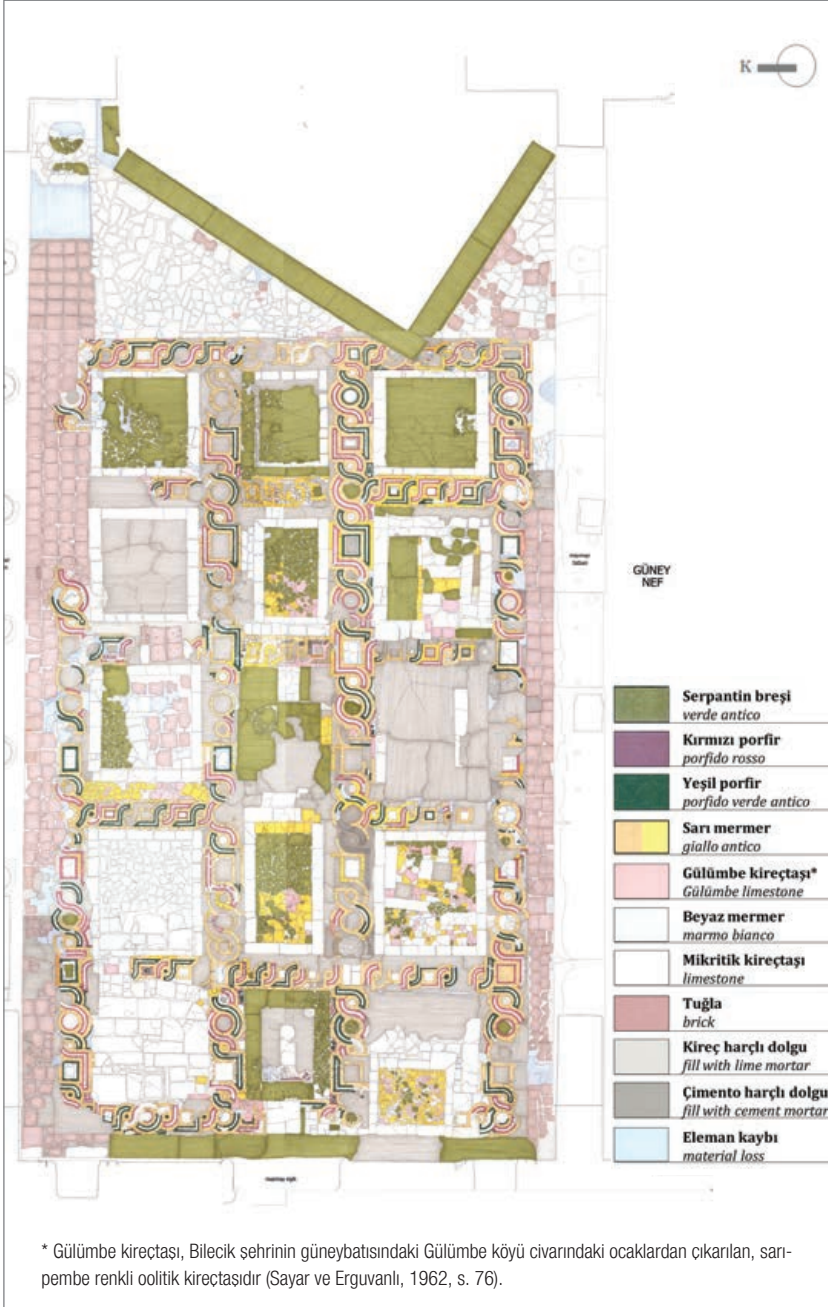 K
GÜNEY
NEF
Serpantin breşi
verde antico
Kırmızı porfir
porfido rosso
Yeşil porfir
porfido verde antico
Sarı mermer
giallo antico
Gülümbe kireçtaşı*
Gülümbe limestone
Beyaz mermer
marmo bianco
Mikritik kireçtaşı
limestone
Tuğla
brick
Kireç harçlı dolgu
fill with lime mortar
Çimento harçlı dolgu
fill with cement mortar
Eleman kaybı
material loss
* Gülümbe kireçtaşı, Bilecik şehrinin güneybatısındaki Gülümbe köyü civarındaki ocaklardan çıkarılan, sarı-
pembe renkli oolitik kireçtaşıdır (Sayar ve Erguvanlı, 1962, s. 76).